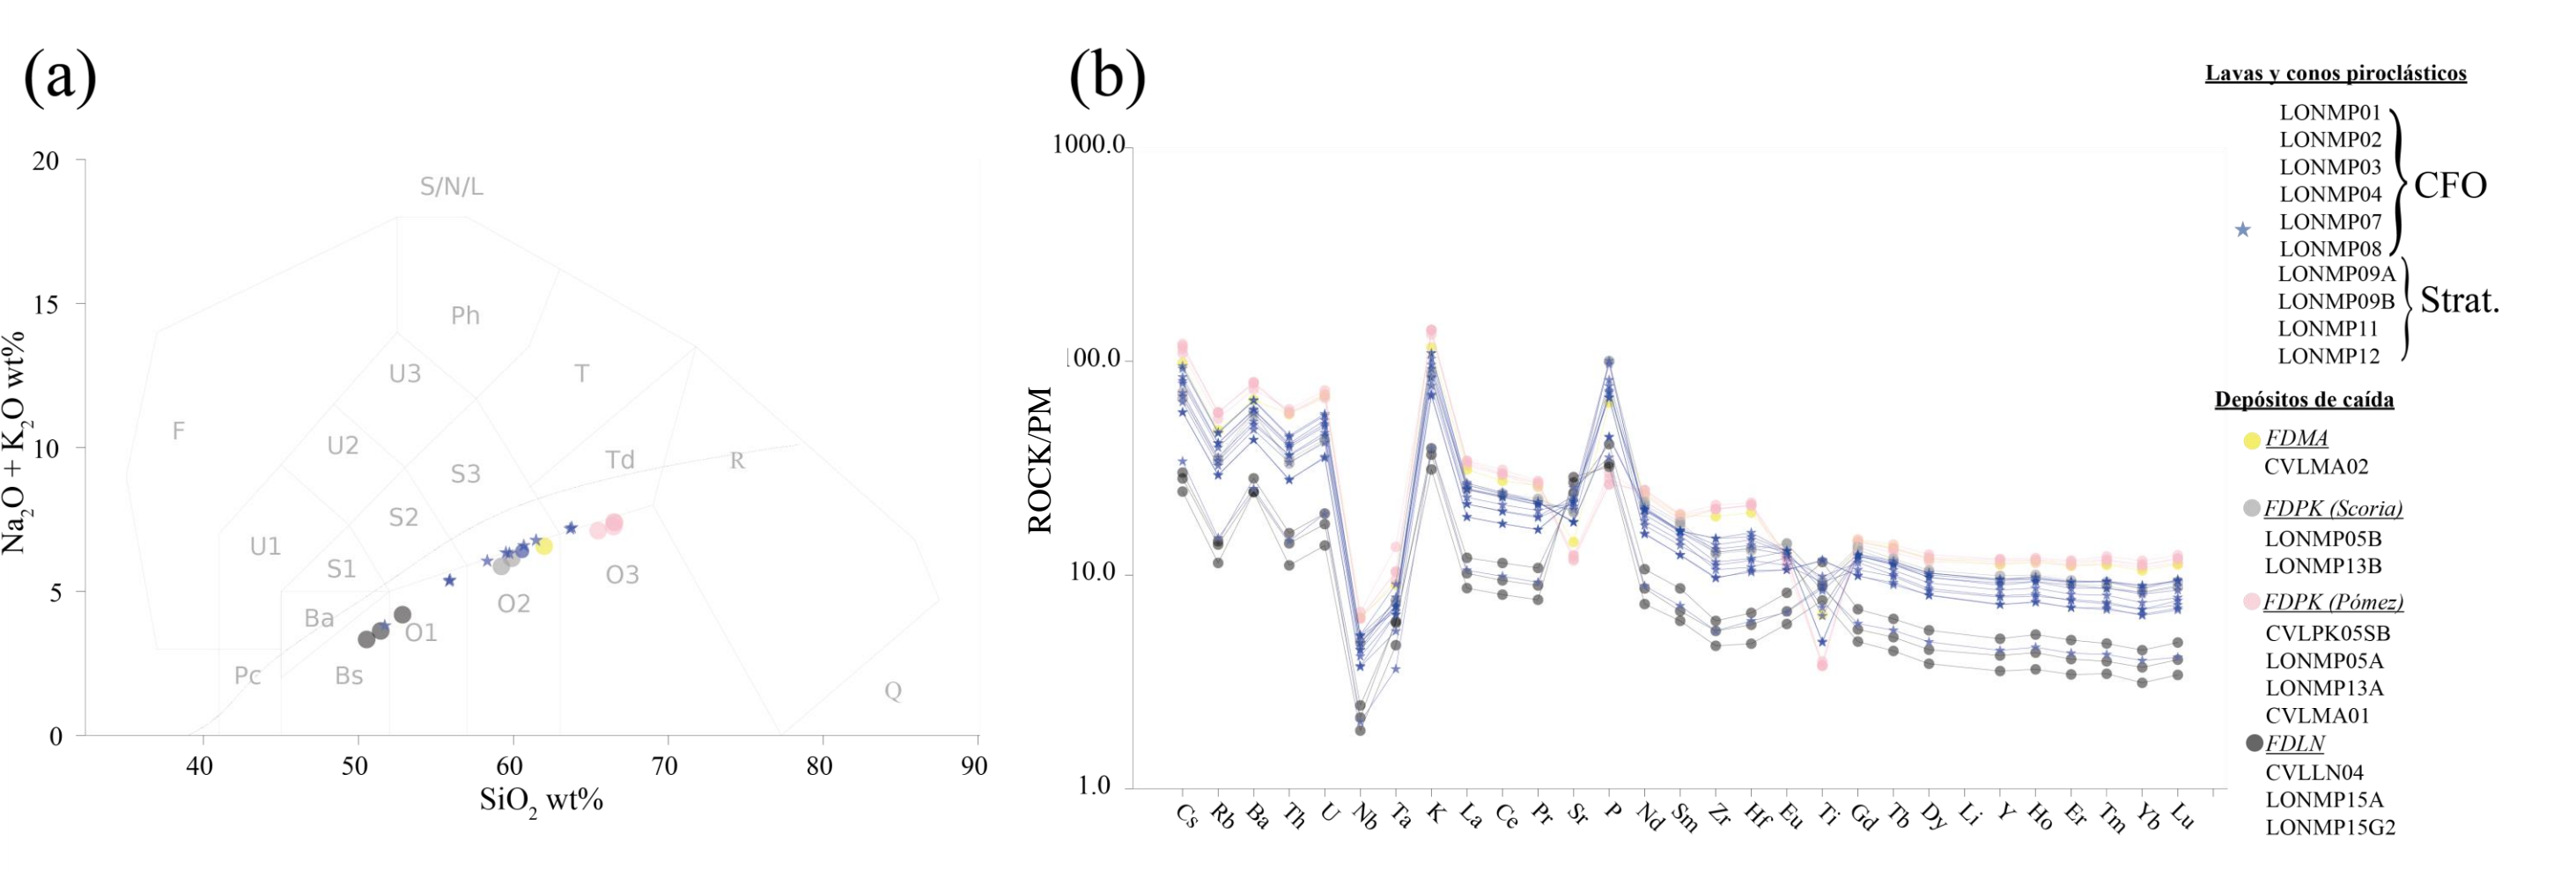 (a)
20
15
10
5
0
Na2O + K2O wt%
40
50
60
70
80
90
SiO2 wt%
S/N/L
Ph
U3
T
F
U2
S3
Td
R
S2
U1
S1
O3
O2
Ba
O1
Pc
Bs
Q
(b)
1000.0
100.0
10.0
1.0
ROCK/PM
Cs Rb Ba Th U Nb Ta K La Ce Pr Sr P Nd Sm Zr Hf Eu Ti Gd Tb Dy Li Y Ho Er Tm Yb Lu
Lavas y conos piroclásticos
LONMP01
LONMP02
LONMP03
LONMP04
LONMP07
LONMP08
CFO
LONMP09A
LONMP09B
LONMP11
LONMP12
Strat.
Depósitos de caída
FDMA
CVLMA02
FDPK (Scoria)
LONMP05B
LONMP13B
FDPK (Pómez)
CVLPK05SB
LONMP05A
LONMP13A
CVLMA01
FDLN
CVLLN04
LONMP15A
LONMP15G2